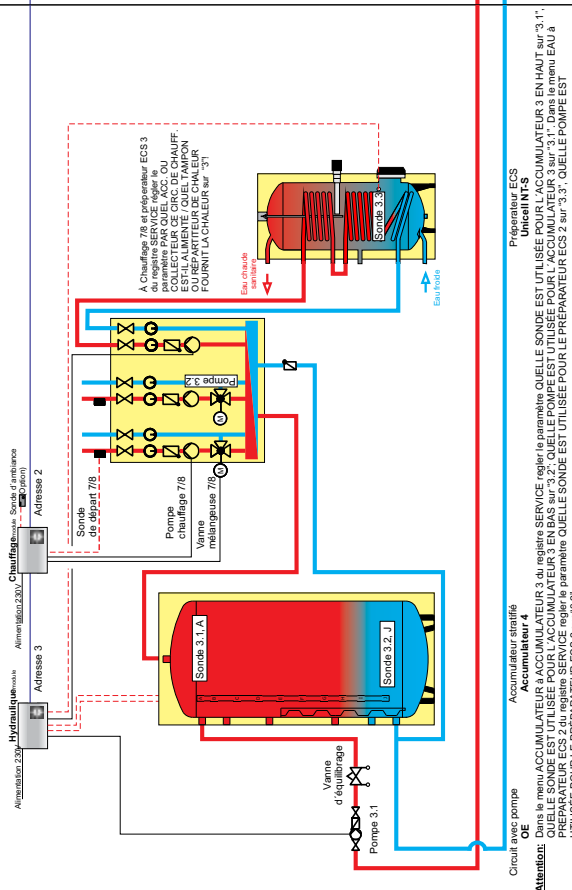 Alimentation 230V
Hydraulique module
Adresse 3
Alimentation 230V
Chauffage module
Sonde d'ambiance
(Option)
Adresse 2
Sonde
de départ 7/8
Pompe
chauffage 7/8
Vanne
mélangeuse 7/8
M
M
Pompe 3.2
À Chauffage 7/8 et préperateur ECS 3
du registre SERVICE régler le
paramètre PAR QUEL ACC. OU
COLLECTEUR CE CIRC. DE CHAUFF.
EST-IL ALIMENTÉ / QUEL TAMPON
OU RÉPARTITEUR DE CHALEUR
FOURNIT LA CHALEUR sur "3"!
Eau chaude
sanitaire
Eau froide
Sonde 3.3
Sonde 3.1, A
Sonde 3.2, J
Vanne
d'équilibrage
Pompe 3.1
Circuit avec pompe
OE
Accumulateur stratifié
Accumulateur 4
Préperateur ECS
Unicell NT-S
Attention: Dans le menu ACCUMULATEUR à ACCUMULATEUR 3 du registre SERVICE regler le paramètre QUELLE SONDE EST UTILISÉE POUR L'ACCUMULATEUR 3 EN HAUT sur "3.1",
QUELLE SONDE EST UTILISÉE POUR L'ACCUMULATEUR 3 EN BAS sur "3.2"; QUELLE POMPE EST UTILISÉE POUR L'ACCUMULATEUR 3 sur "3.1". Dans le menu EAU à
PRÉPARATEUR ECS 2 du registre SERVICE regler le paramètre QUELLE SONDE EST UTILISÉE POUR LE PRÉPARATEUR ECS 2 sur "3.3", QUELLE POMPE EST